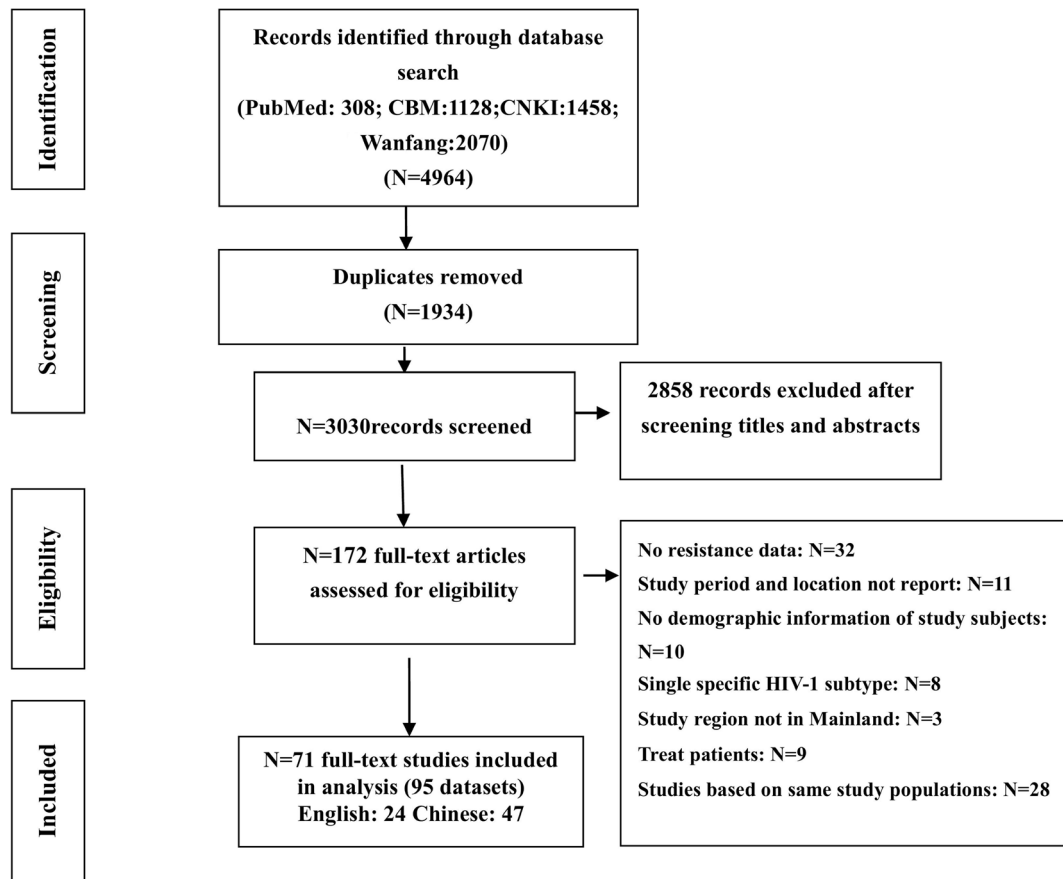 Identification
Records identified through database
search
(PubMed: 308; CBM:1128;CNKI:1458;
Wanfang:2070)
(N=4964)
Screening
Duplicates removed
(N=1934)
N=3030records screened
2858 records excluded after
screening titles and abstracts
Eligibility
N=172 full-text articles
assessed for eligibility
No resistance data: N=32
Study period and location not report: N=11
No demographic information of study subjects:
N=10
Single specific HIV-1 subtype: N=8
Study region not in Mainland: N=3
Treat patients: N=9
Studies based on same study populations: N=28
Included
N=71 full-text studies included
in analysis (95 datasets)
English: 24 Chinese: 47